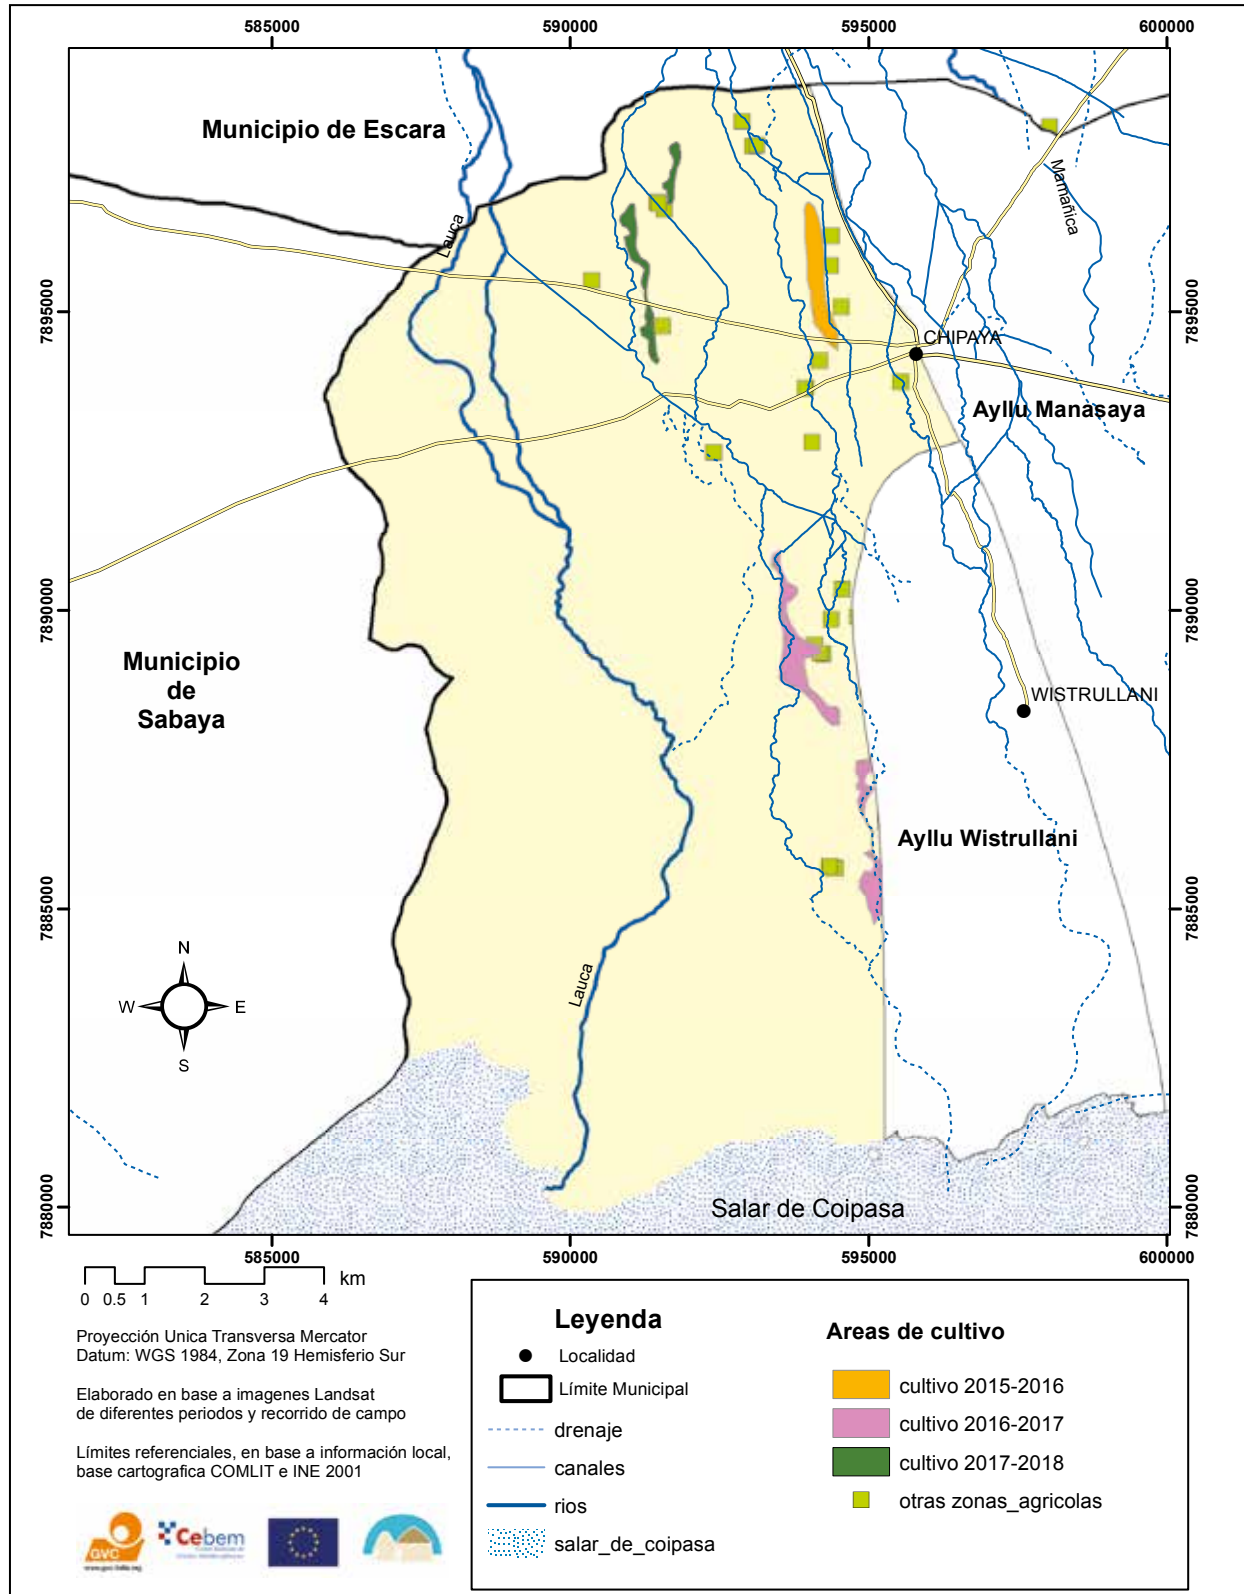 585000
590000
595000
600000
Municipio de Escara
Mamañica
Lauca
7895000
7895000
CHIPAYA
Ayllu Manasaya
7890000
7890000
Municipio
de
Sabaya
WISTRULLANI
Ayllu Wistrullani
7885000
7885000
N
W
E
S
Lauca
Salar de Coipasa
7880000
7880000
585000
590000
595000
600000
km
0 0.5 1 2 3 4
Proyección Unica Transversa Mercator
Datum: WGS 1984, Zona 19 Hemisferio Sur
Elaborado en base a imagenes Landsat
de diferentes periodos y recorrido de campo
Límites referenciales, en base a información local,
base cartografica COMLIT e INE 2001
GVC
Cebem
Leyenda
Localidad
Límite Municipal
drenaje
canales
rios
salar_de_coipasa
Areas de cultivo
cultivo 2015-2016
cultivo 2016-2017
cultivo 2017-2018
otras zonas_agricolas